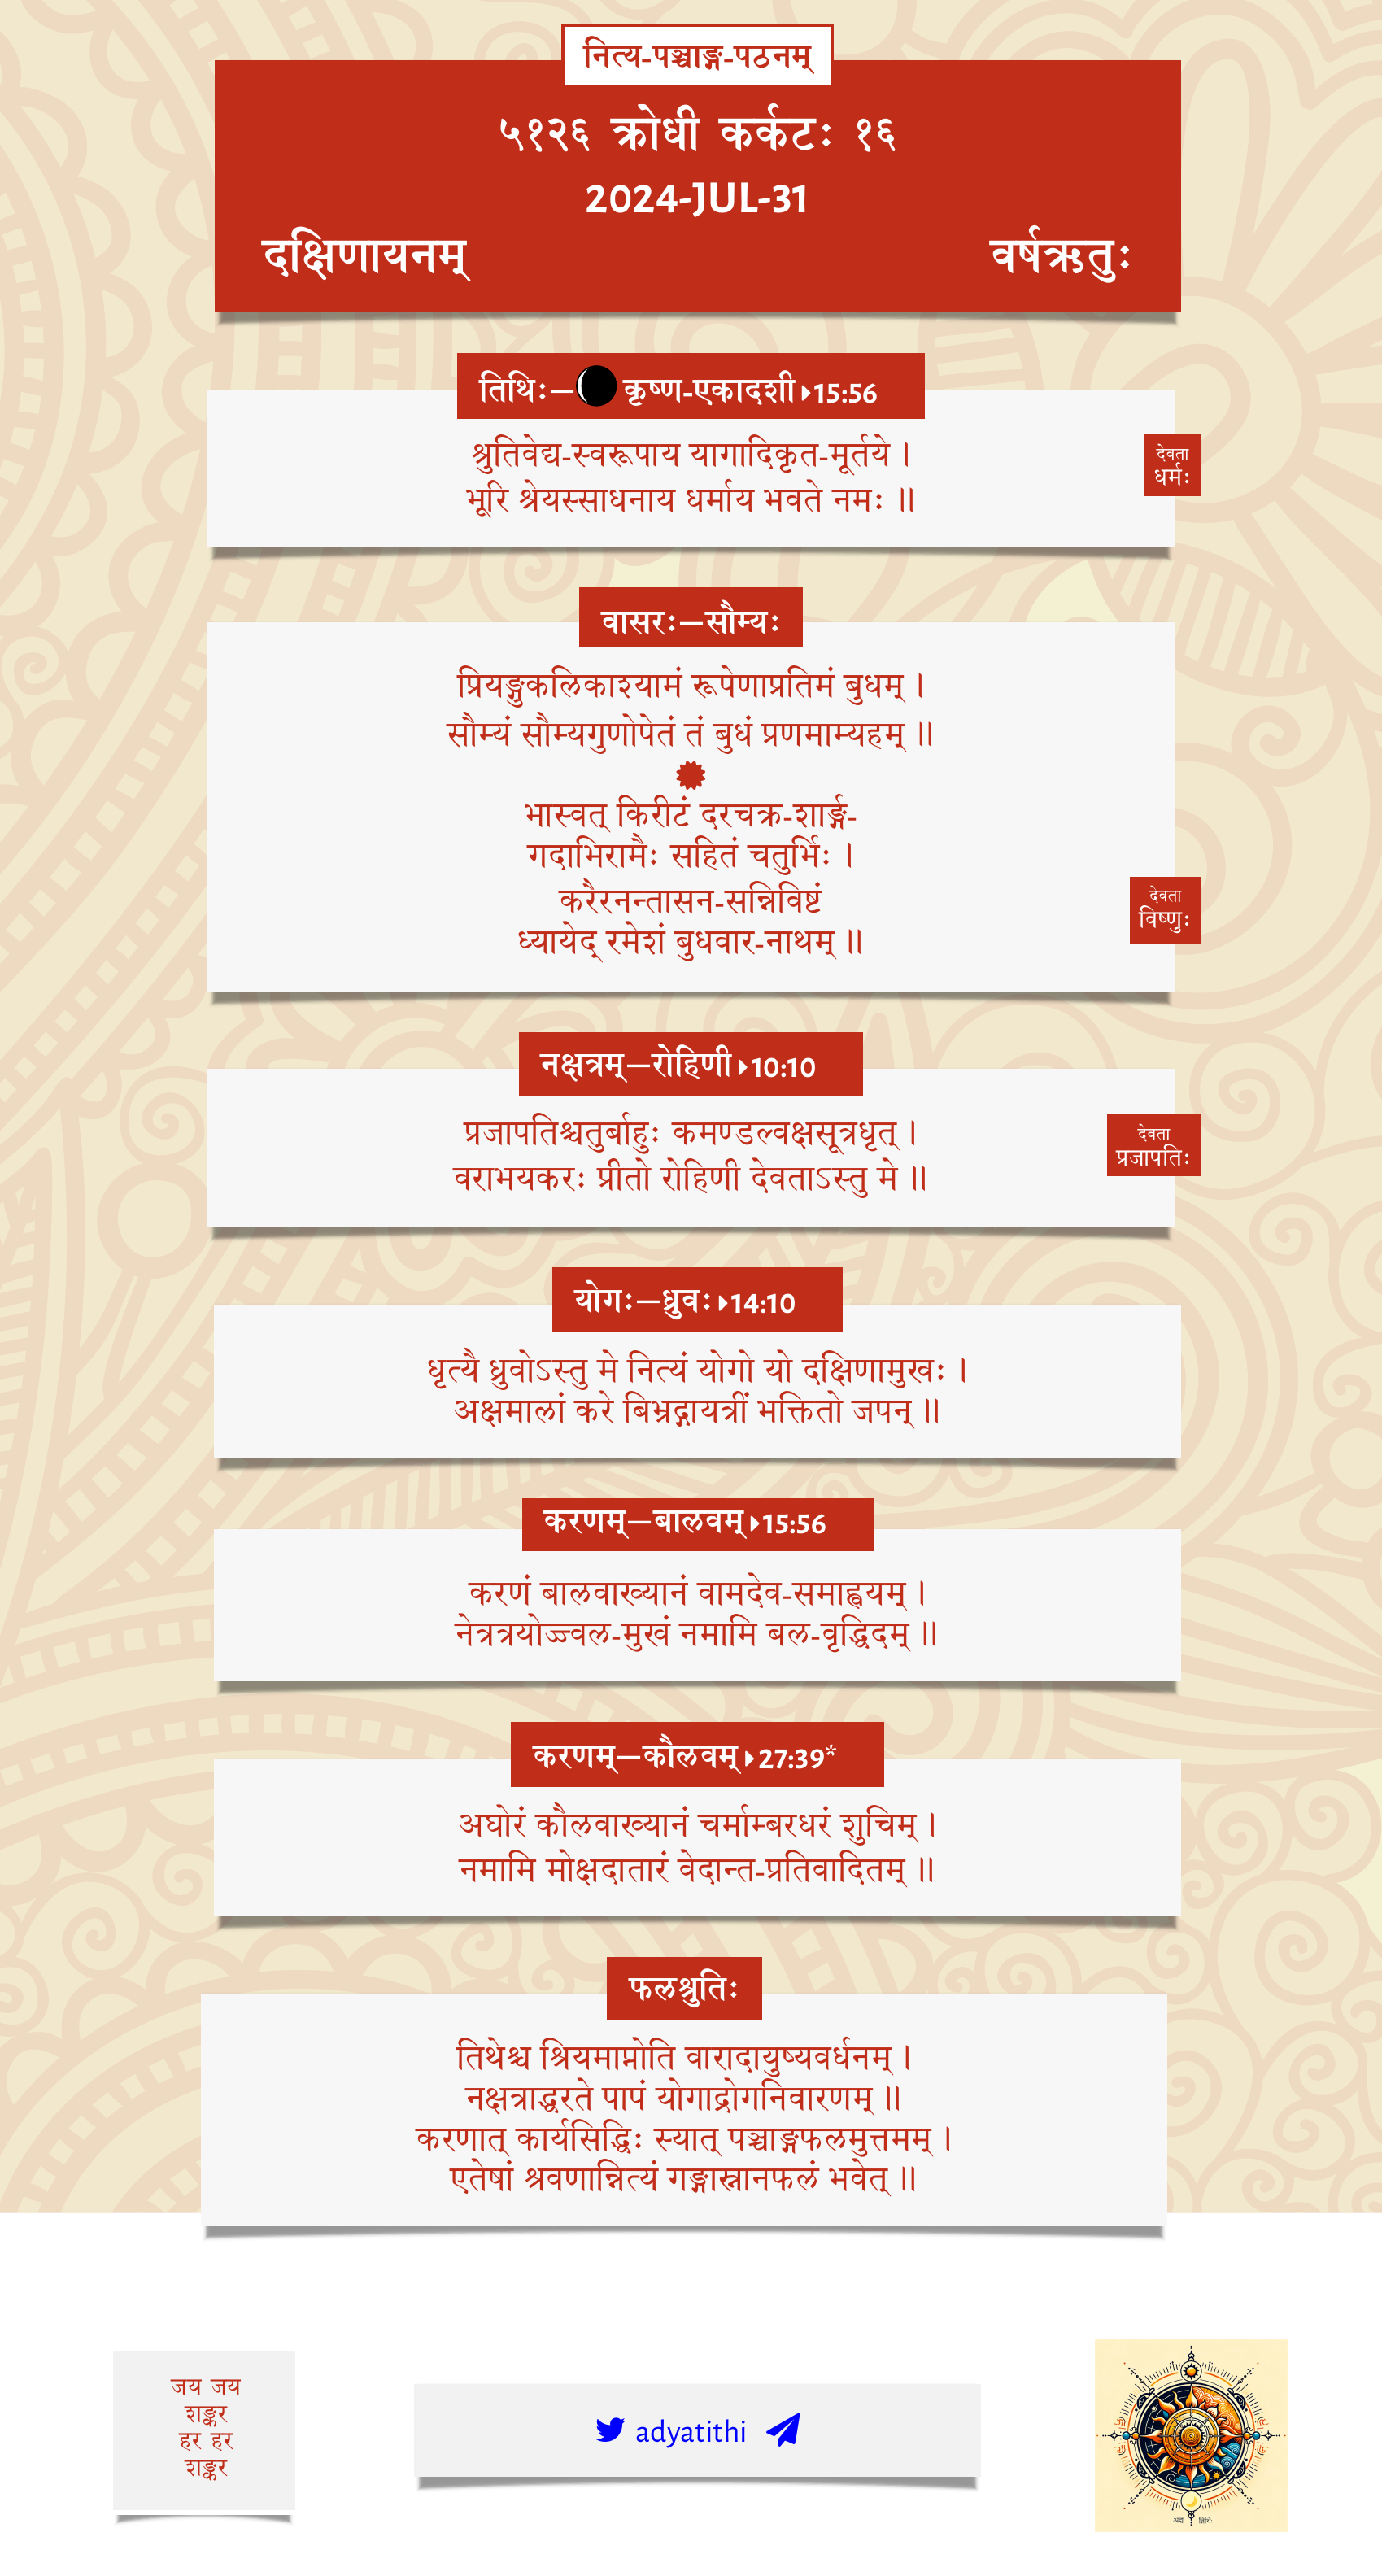 नित्य-पञ्चाङ्ग-पठनम्
५१२६ क्रोधी कर्कटः १६
2024-JUL-31
दक्षिणायनम्
वर्षऋतुः
तिथिः—कृष्ण-एकादशी 15:56
श्रुतिवेद्य-स्वरूपाय यागादिकृत-मूर्तये ।
भूरि श्रेयस्साधनाय धर्माय भवते नमः ॥
देवता
धर्मः
वासरः—सौम्यः
प्रियङ्गुकलिकाश्यामं रूपेणाप्रतिमं बुधम् ।
सौम्यं सौम्यगुणोपेतं तं बुधं प्रणमाम्यहम् ॥
भास्वत् किरीटं दरचक्र-शार्ङ्ग-
गदाभिरामैः सहितं चतुर्भिः ।
करैरनन्तासन-सन्निविष्टं
ध्यायेद् रमेशं बुधवार-नाथम् ॥
देवता
विष्णुः
नक्षत्रम्—रोहिणी 10:10
प्रजापतिश्चतुर्बाहुः कमण्डल्वक्षसूत्रधृत् ।
वराभयकरः प्रीतो रोहिणी देवताऽस्तु मे ॥
देवता
प्रजापतिः
योगः—ध्रुवः 14:10
धृत्यै ध्रुवोऽस्तु मे नित्यं योगो यो दक्षिणामुखः ।
अक्षमालां करे बिभ्रद्गायत्रीं भक्तितो जपन् ॥
करणम्—बालवम् 15:56
करणं बालवाख्यानं वामदेव-समाह्वयम् ।
नेत्रत्रयोज्ज्वल-मुखं नमामि बल-वृद्धिदम् ॥
करणम्—कौलवम् 27:39*
अघोरं कौलवाख्यानं चर्माम्बरधरं शुचिम् ।
नमामि मोक्षदातारं वेदान्त-प्रतिवादितम् ॥
फलश्रुतिः
तिथेश्च श्रियमाप्नोति वारादायुष्यवर्धनम् ।
नक्षत्राद्धरते पापं योगाद्रोगनिवारणम् ॥
करणात् कार्यसिद्धिः स्यात् पञ्चाङ्गफलमुत्तमम् ।
एतेषां श्रवणान्नित्यं गङ्गास्नानफलं भवेत् ॥
जय जय
शङ्कर
हर हर
शङ्कर
adyatithi
अद्य तिथिः